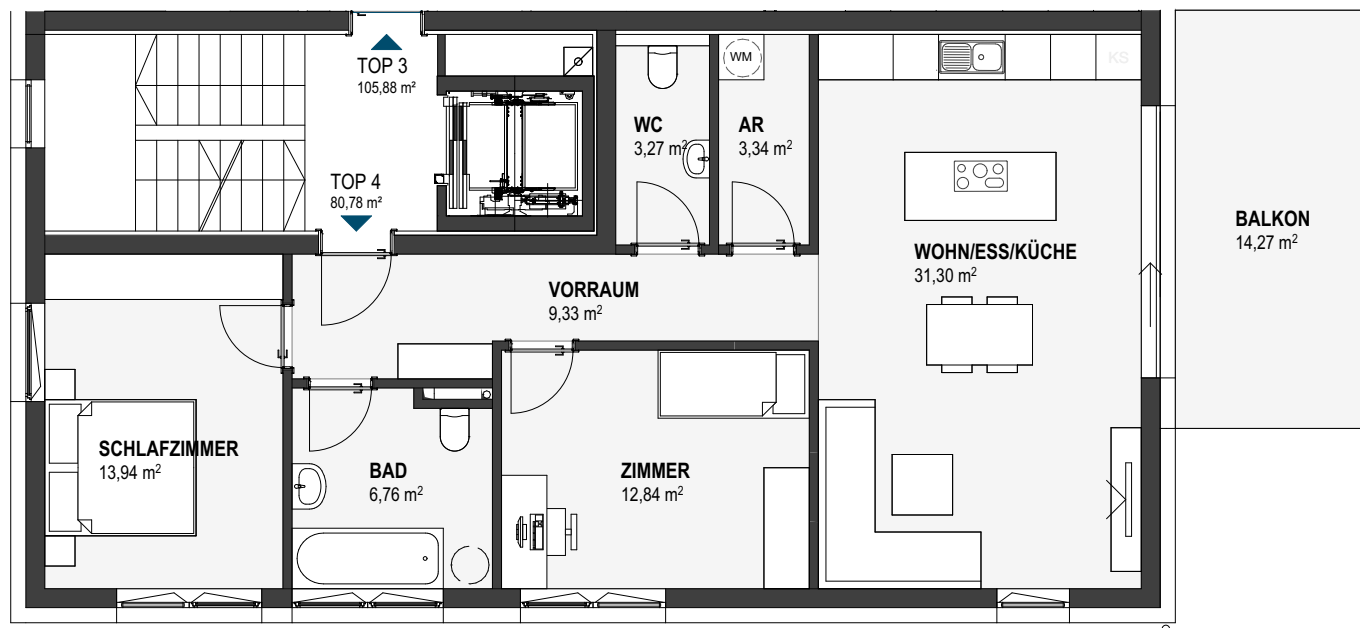 TOP 3
105,88 m²
TOP 4
80,78 m²
WC
3,27 m²
WM
AR
3,34 m²
KS
WOHN/ESS/KÜCHE
31,30 m²
BALKON
14,27 m²
VORRAUM
9,33 m²
SCHLAFZIMMER
13,94 m²
BAD
6,76 m²
ZIMMER
12,84 m²